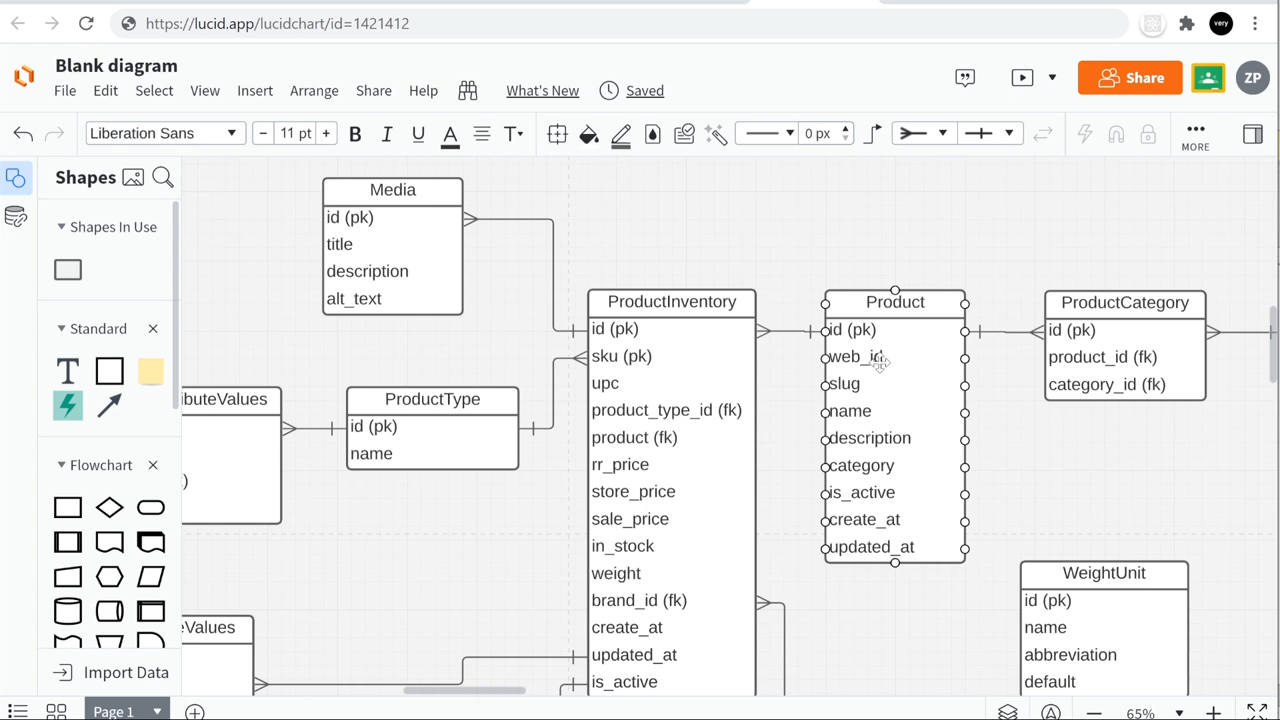 https://lucid.app/lucidchart/id=1421412
very
Blank diagram
File Edit Select View Insert Arrange Share Help What's New Saved
Share
ZP
Liberation Sans
− 11 pt +
B I U A T
0 px
MORE
Shapes
Shapes In Use
Standard
T
Flowchart
Import Data
Page 1
65%
Media
id (pk)
title
description
alt_text
ibuteValues
)
ProductType
id (pk)
name
eValues
ProductInventory
id (pk)
sku (pk)
upc
product_type_id (fk)
product (fk)
rr_price
store_price
sale_price
in_stock
weight
brand_id (fk)
create_at
updated_at
is_active
Product
id (pk)
web_id
slug
name
description
category
is_active
create_at
updated_at
ProductCategory
id (pk)
product_id (fk)
category_id (fk)
WeightUnit
id (pk)
name
abbreviation
default